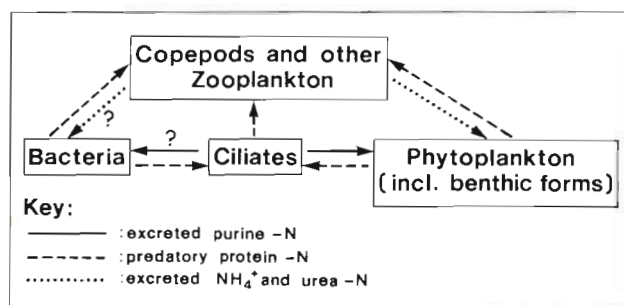 Copepods and other
Zooplankton
?
?
Bacteria
Ciliates
Phytoplankton
(incl. benthic forms)
Key:
:excreted purine -N
:predatory protein -N
:excreted NH₄⁺ and urea -N